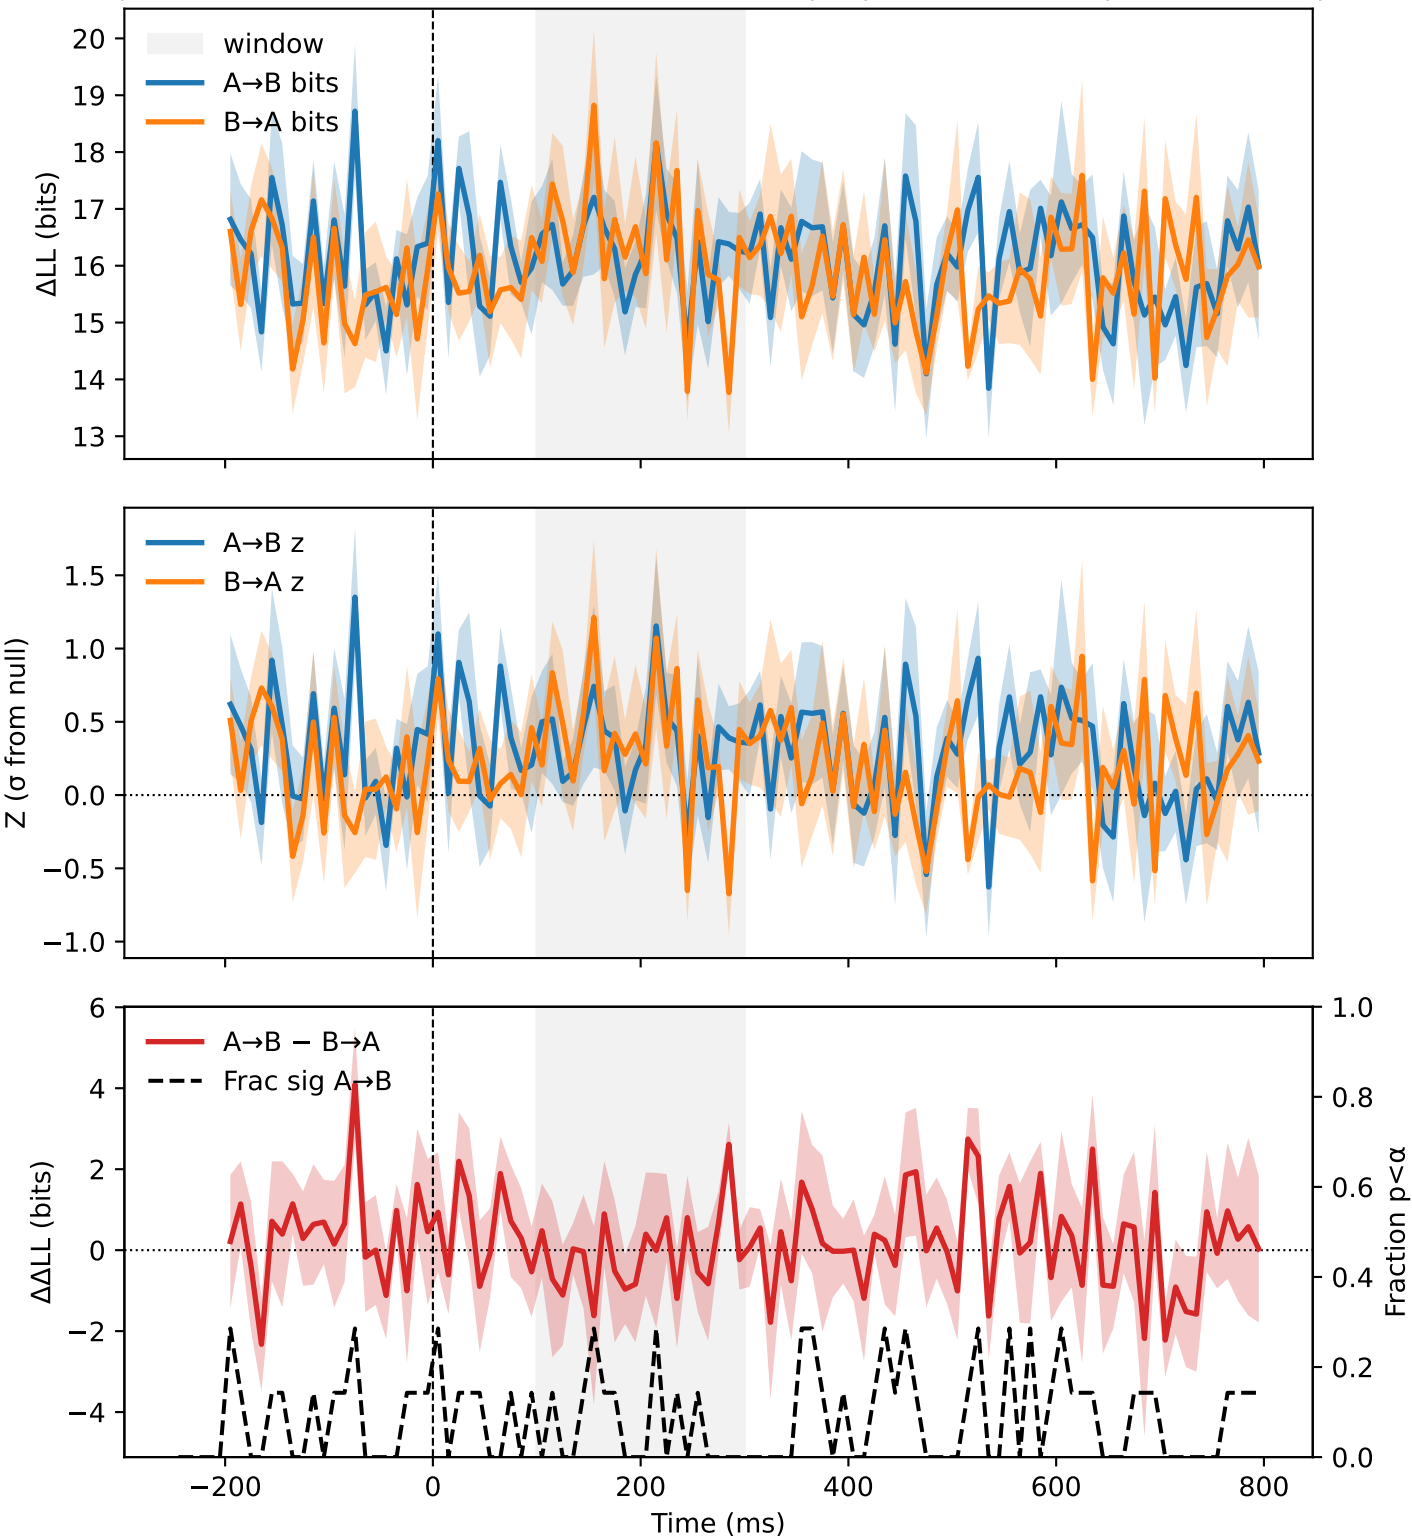 20
19
18
17
16
15
14
13
ΔLL (bits)
window
A→B bits
B→A bits
1.5
1.0
0.5
0.0
−0.5
−1.0
Z (σ from null)
A→B z
B→A z
6
4
2
0
−2
−4
ΔΔLL (bits)
A→B − B→A
Frac sig A→B
1.0
0.8
0.6
0.4
0.2
0.0
Fraction p<α
−200 0 200 400 600 800
Time (ms)